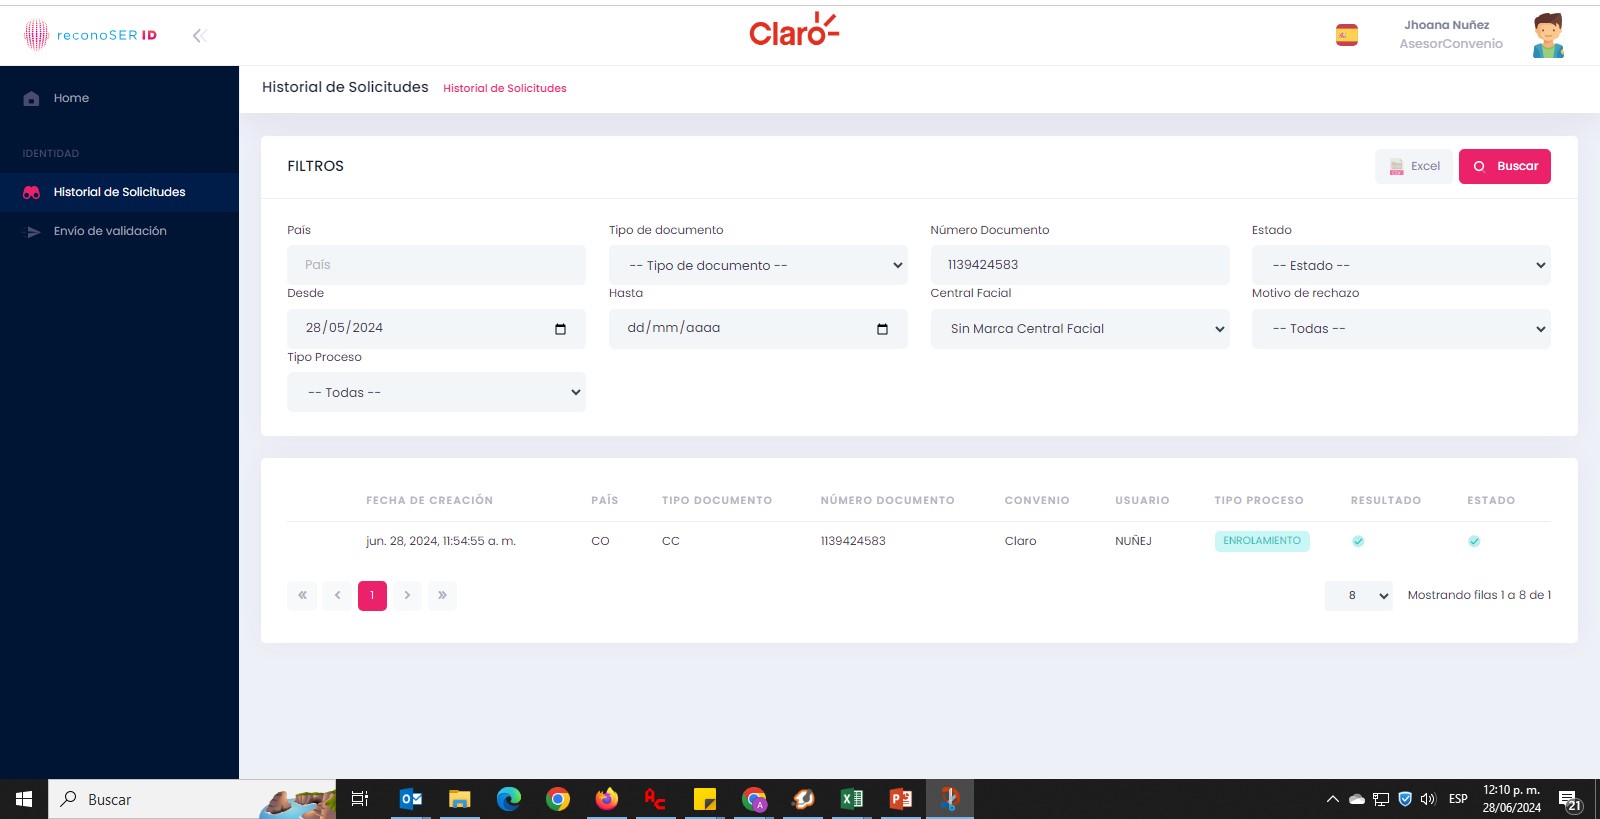 reconoSER ID
Claro
Jhoana Nuñez
AsesorConvenio
Home
IDENTIDAD
Historial de Solicitudes
Envío de validación
Historial de Solicitudes Historial de Solicitudes
FILTROS
Excel
Buscar
País Tipo de documento Número Documento Estado
País -- Tipo de documento -- 1139424583 -- Estado --
Desde Hasta Central Facial Motivo de rechazo
28/05/2024 dd/mm/aaaa Sin Marca Central Facial -- Todas --
Tipo Proceso
-- Todas --
FECHA DE CREACIÓN PAÍS TIPO DOCUMENTO NÚMERO DOCUMENTO CONVENIO USUARIO TIPO PROCESO RESULTADO ESTADO
jun. 28, 2024, 11:54:55 a. m. CO CC 1139424583 Claro NUÑEJ ENROLAMIENTO
« ‹ 1 › » 8 Mostrando filas 1 a 8 de 1
Buscar
ESP
12:10 p. m.
28/06/2024
21